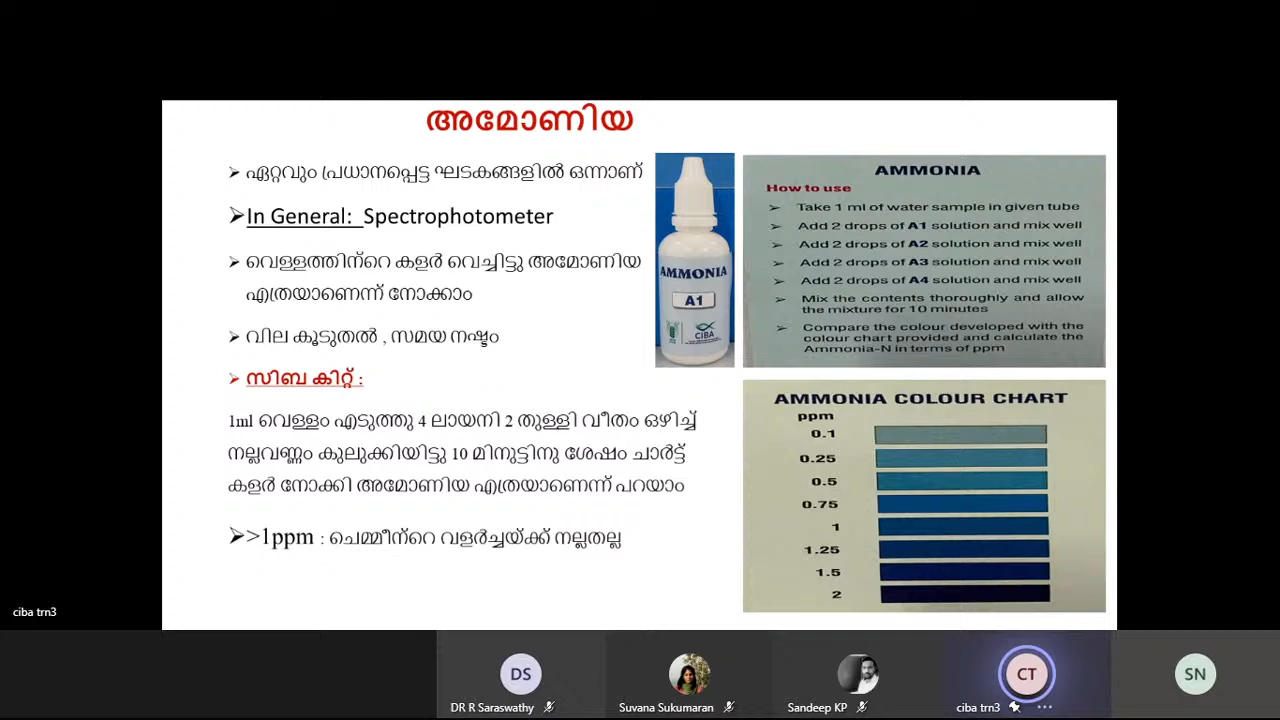 അമോണിയ
➢ ഏറ്റവും പ്രധാനപ്പെട്ട ഘടകങ്ങളിൽ ഒന്നാണ്
➢ In General: Spectrophotometer
➢ വെള്ളത്തിന്റെ കളർ വെച്ചിട്ടു അമോണിയ
എത്രയാണെന്ന് നോക്കാം
➢ വില കൂടുതൽ , സമയ നഷ്ടം
➢ സിബ കിറ്റ് :
1ml വെള്ളം എടുത്തു 4 ലായനി 2 തുള്ളി വീതം ഒഴിച്ച്
നല്ലവണ്ണം കുലുക്കിയിട്ടു 10 മിനുട്ടിനു ശേഷം ചാർട്ട്
കളർ നോക്കി അമോണിയ എത്രയാണെന്ന് പറയാം
➢ >1ppm : ചെമ്മീന്റെ വളർച്ചയ്ക്ക് നല്ലതല്ല
AMMONIA
A1
CIBA
AMMONIA
How to use
➢ Take 1 ml of water sample in given tube
➢ Add 2 drops of A1 solution and mix well
➢ Add 2 drops of A2 solution and mix well
➢ Add 2 drops of A3 solution and mix well
➢ Add 2 drops of A4 solution and mix well
➢ Mix the contents thoroughly and allow
the mixture for 10 minutes
➢ Compare the colour developed with the
colour chart provided and calculate the
Ammonia-N in terms of ppm
AMMONIA COLOUR CHART
ppm
0.1
0.25
0.5
0.75
1
1.25
1.5
2
ciba trn3
DS
CT
SN
DR R Saraswathy
Suvana Sukumaran
Sandeep KP
ciba trn3